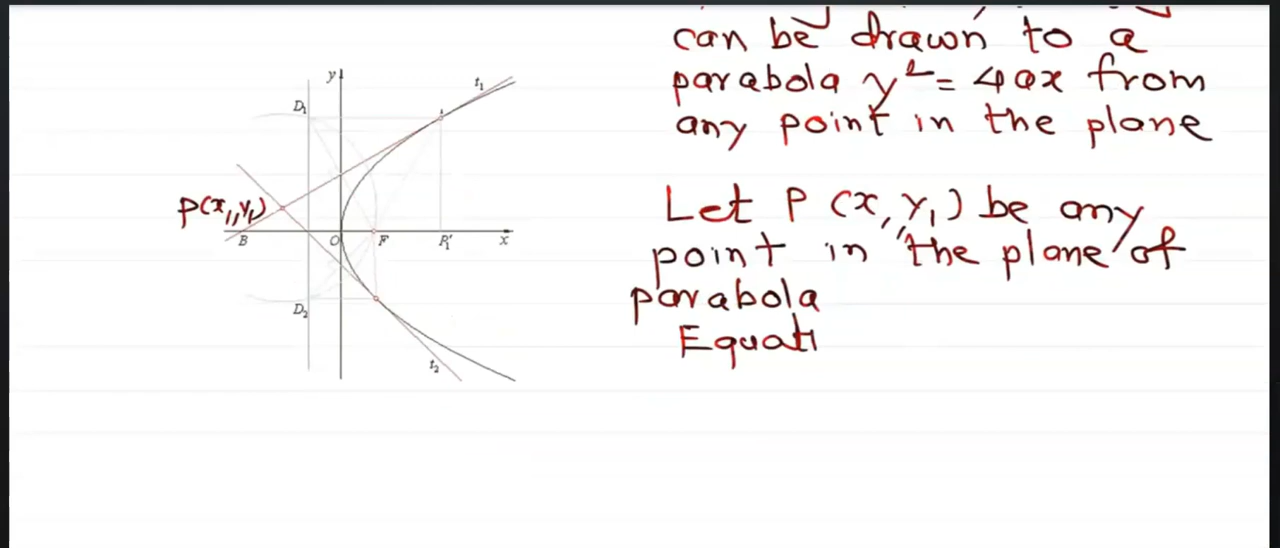 y
t₁
D₁
P(x₁,y₁)
B
O
F
P₁'
x
D₂
t₂
can be drawn to a
parabola y² = 4ax from
any point in the plane
Let P (x₁, y₁) be any
point in the plane of
parabola
Equati